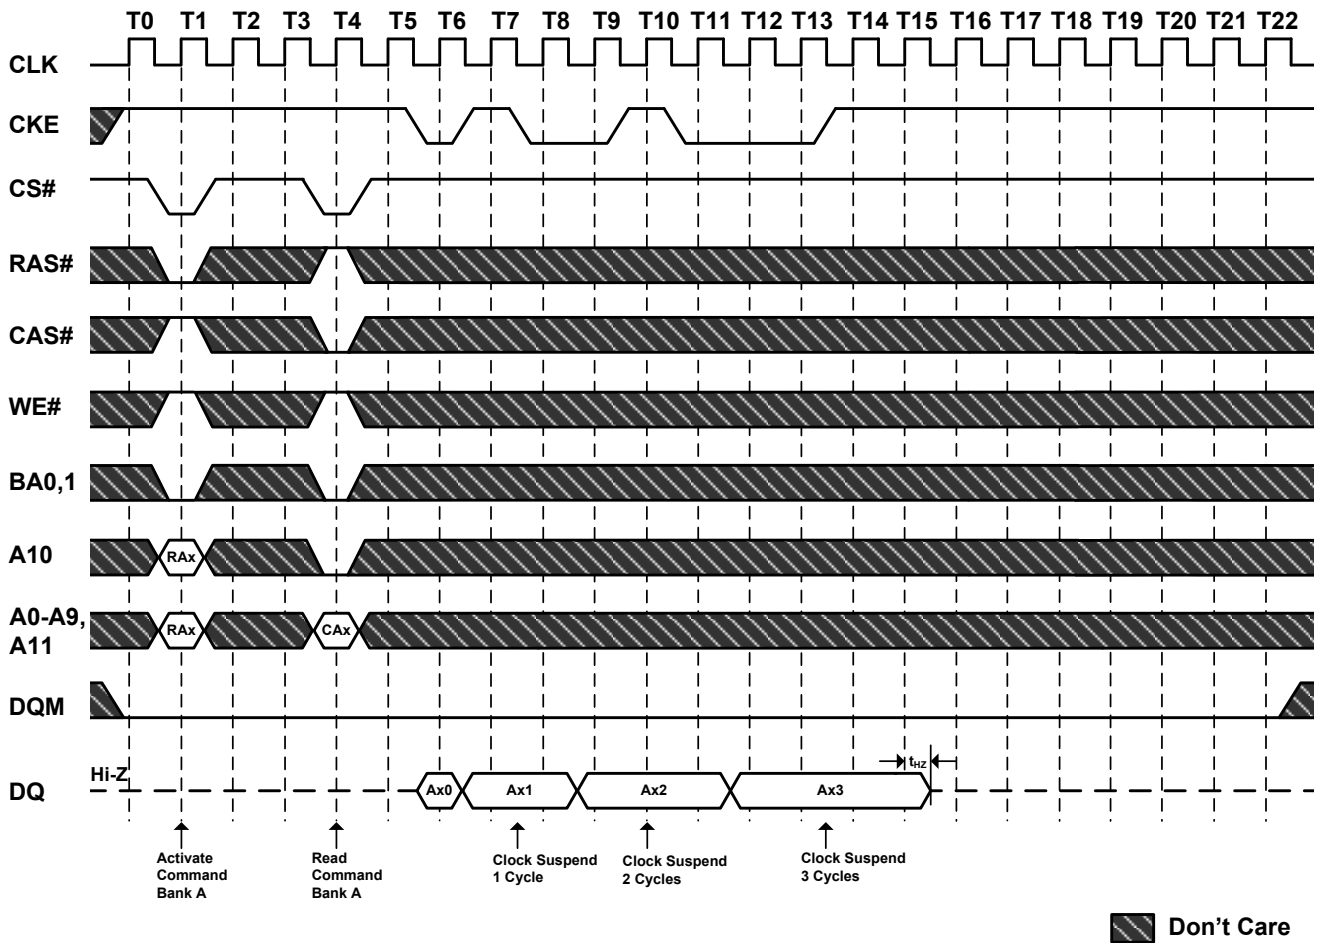 T0 T1 T2 T3 T4 T5 T6 T7 T8 T9 T10 T11 T12 T13 T14 T15 T16 T17 T18 T19 T20 T21 T22
CLK
CKE
CS#
RAS#
CAS#
WE#
BA0,1
A10
RAx
A0-A9,
A11
RAx CAx
DQM
Hi-Z
tHZ
DQ
Ax0 Ax1 Ax2 Ax3
Activate
Command
Bank A
Read
Command
Bank A
Clock Suspend
1 Cycle
Clock Suspend
2 Cycles
Clock Suspend
3 Cycles
Don't Care